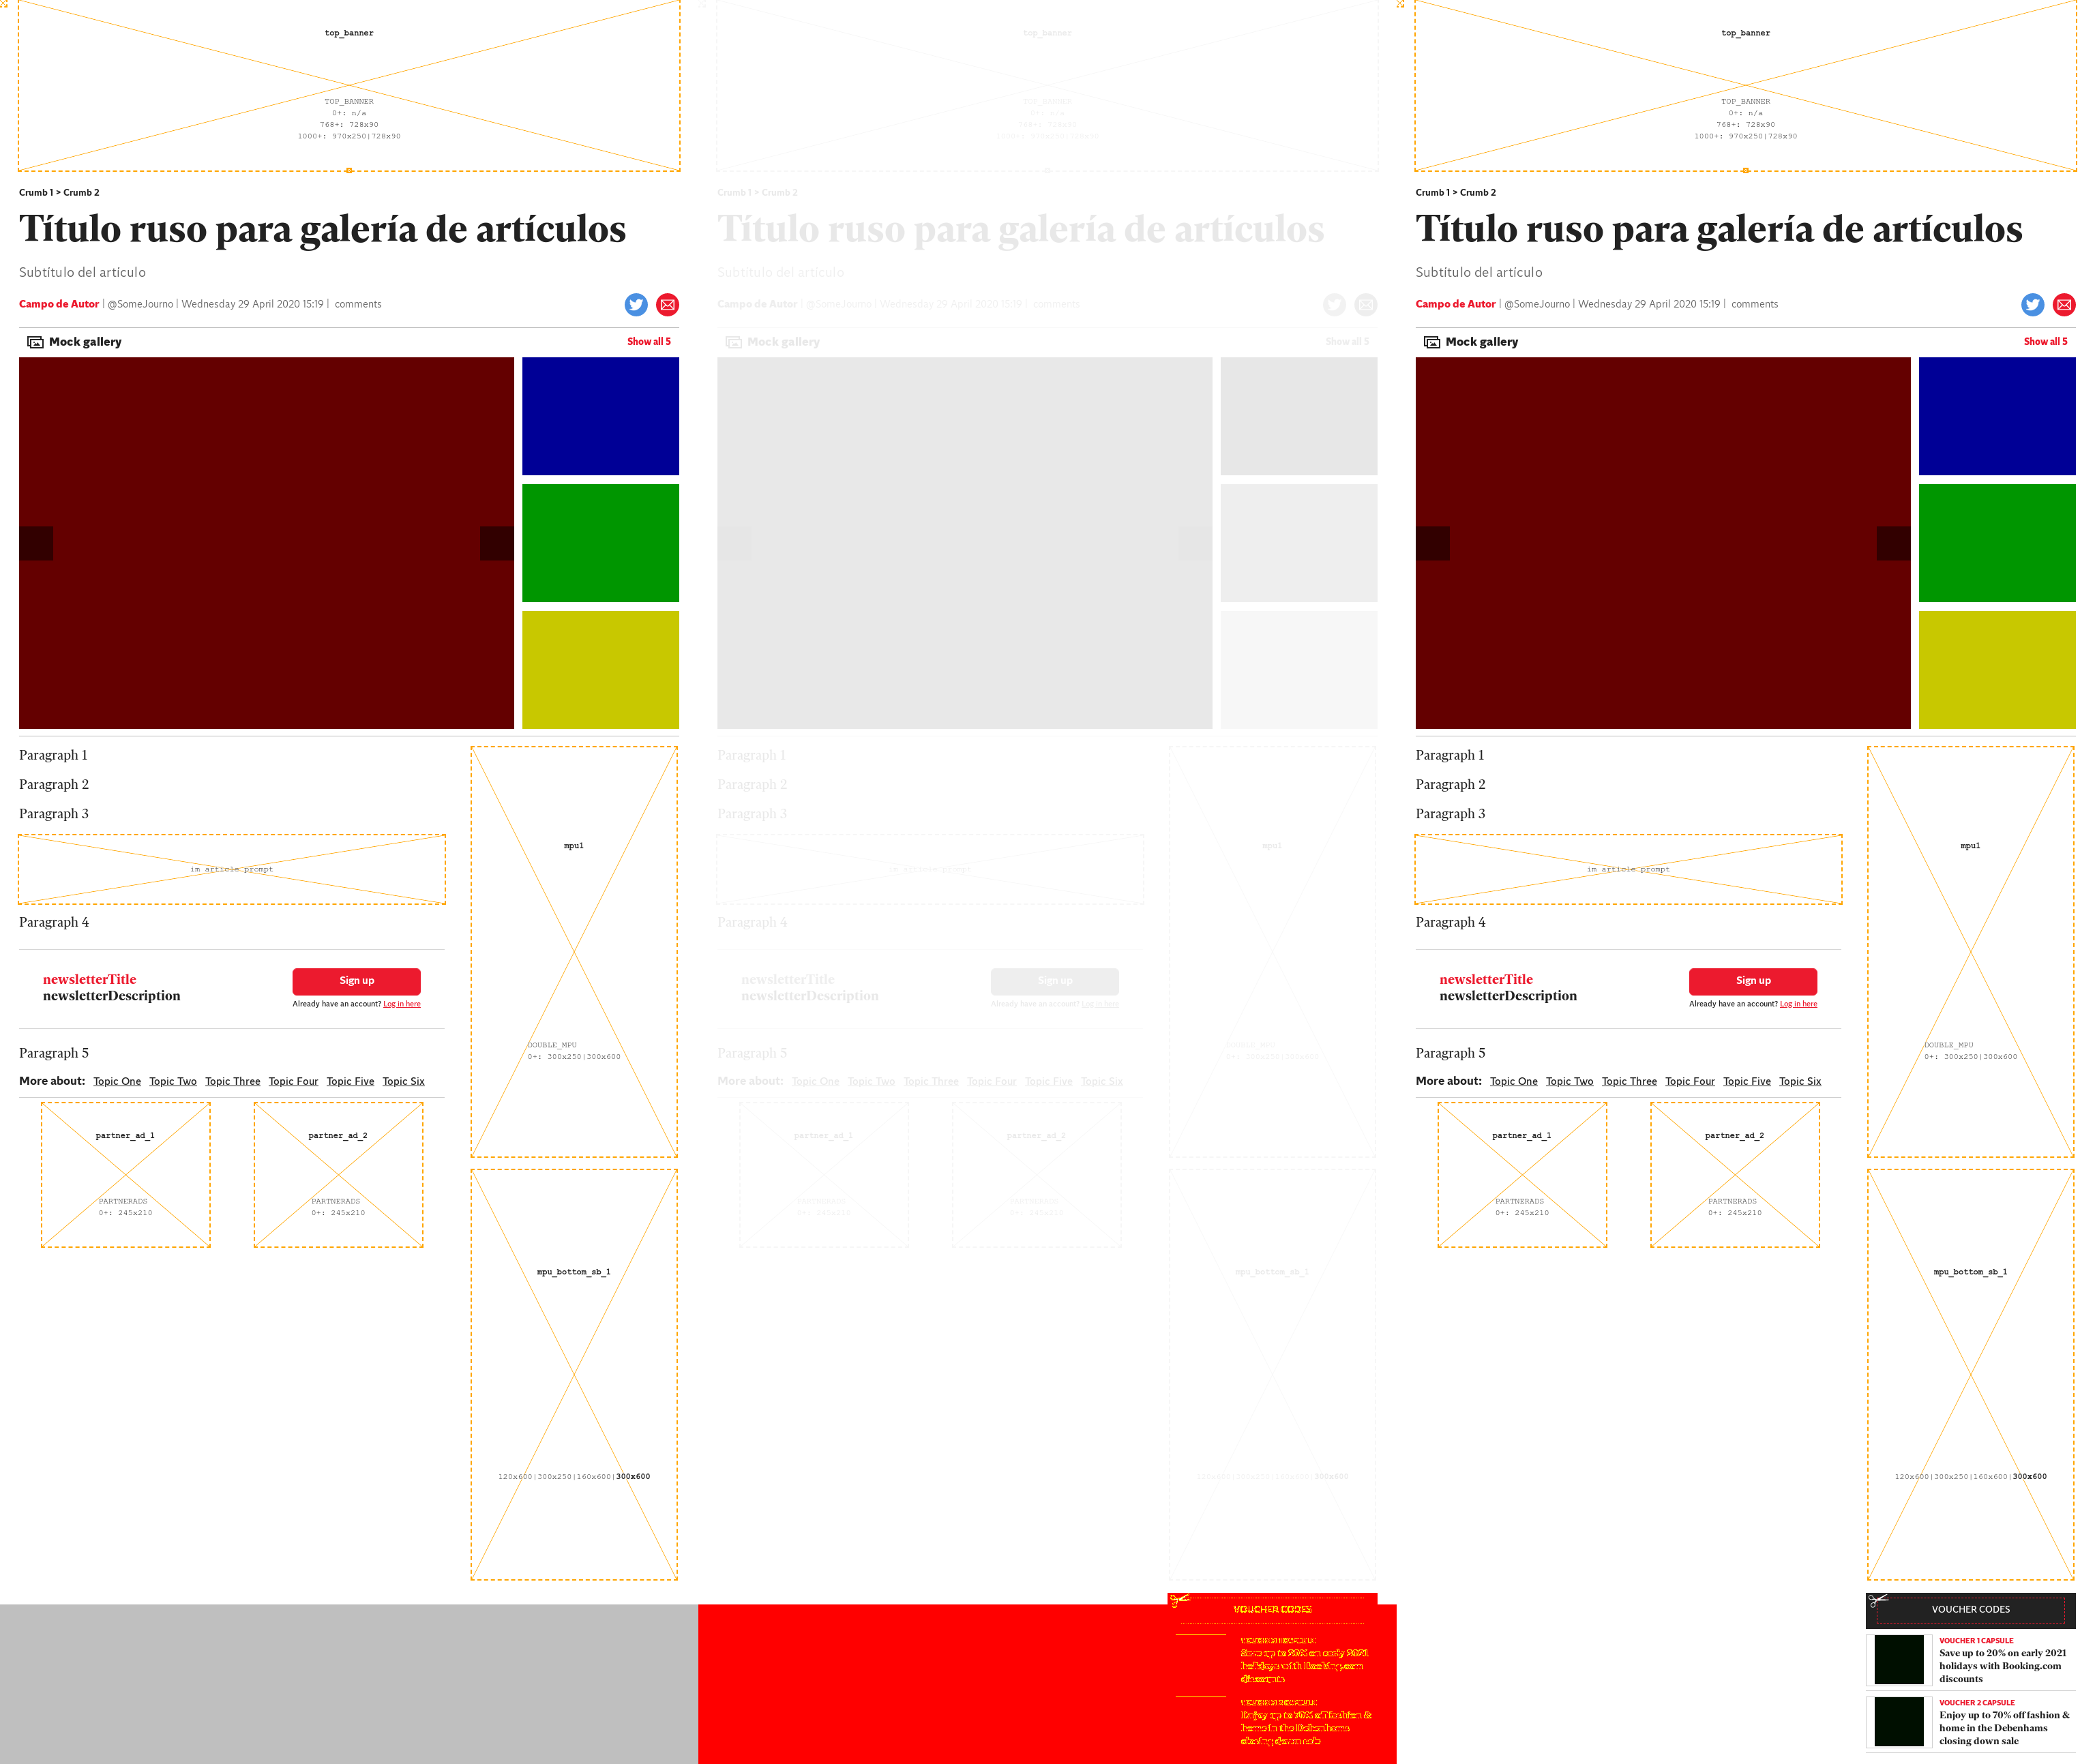 top_banner
TOP_BANNER
0+: n/a
768+: 728x90
1000+: 970x250|728x90
Crumb 1 > Crumb 2
Título ruso para galería de artículos
Subtítulo del artículo
Campo de Autor | @SomeJourno | Wednesday 29 April 2020 15:19 | comments
Mock gallery
Show all 5
Paragraph 1
Paragraph 2
Paragraph 3
im article prompt
Paragraph 4
newsletterTitle
newsletterDescription
Sign up
Already have an account? Log in here
Paragraph 5
More about: Topic One Topic Two Topic Three Topic Four Topic Five Topic Six
partner_ad_1
PARTNERADS
0+: 245x210
partner_ad_2
PARTNERADS
0+: 245x210
mpu1
DOUBLE_MPU
0+: 300x250|300x600
mpu_bottom_sb_1
120x600|300x250|160x600|300x600
top_banner
TOP_BANNER
0+: n/a
768+: 728x90
1000+: 970x250|728x90
Crumb 1 > Crumb 2
Título ruso para galería de artículos
Subtítulo del artículo
Campo de Autor | @SomeJourno | Wednesday 29 April 2020 15:19 | comments
Mock gallery
Show all 5
Paragraph 1
Paragraph 2
Paragraph 3
im article prompt
Paragraph 4
newsletterTitle
newsletterDescription
Sign up
Already have an account? Log in here
Paragraph 5
More about: Topic One Topic Two Topic Three Topic Four Topic Five Topic Six
partner_ad_1
PARTNERADS
0+: 245x210
partner_ad_2
PARTNERADS
0+: 245x210
mpu1
DOUBLE_MPU
0+: 300x250|300x600
mpu_bottom_sb_1
120x600|300x250|160x600|300x600
VOUCHER CODES
Save up to 20% on early 2021
holidays with Booking.com
discounts
Enjoy up to 70% off fashion &
home in the Debenhams
closing down sale
top_banner
TOP_BANNER
0+: n/a
768+: 728x90
1000+: 970x250|728x90
Crumb 1 > Crumb 2
Título ruso para galería de artículos
Subtítulo del artículo
Campo de Autor | @SomeJourno | Wednesday 29 April 2020 15:19 | comments
Mock gallery
Show all 5
Paragraph 1
Paragraph 2
Paragraph 3
im article prompt
Paragraph 4
newsletterTitle
newsletterDescription
Sign up
Already have an account? Log in here
Paragraph 5
More about: Topic One Topic Two Topic Three Topic Four Topic Five Topic Six
partner_ad_1
PARTNERADS
0+: 245x210
partner_ad_2
PARTNERADS
0+: 245x210
mpu1
DOUBLE_MPU
0+: 300x250|300x600
mpu_bottom_sb_1
120x600|300x250|160x600|300x600
VOUCHER CODES
VOUCHER 1 CAPSULE
Save up to 20% on early 2021
holidays with Booking.com
discounts
VOUCHER 2 CAPSULE
Enjoy up to 70% off fashion &
home in the Debenhams
closing down sale